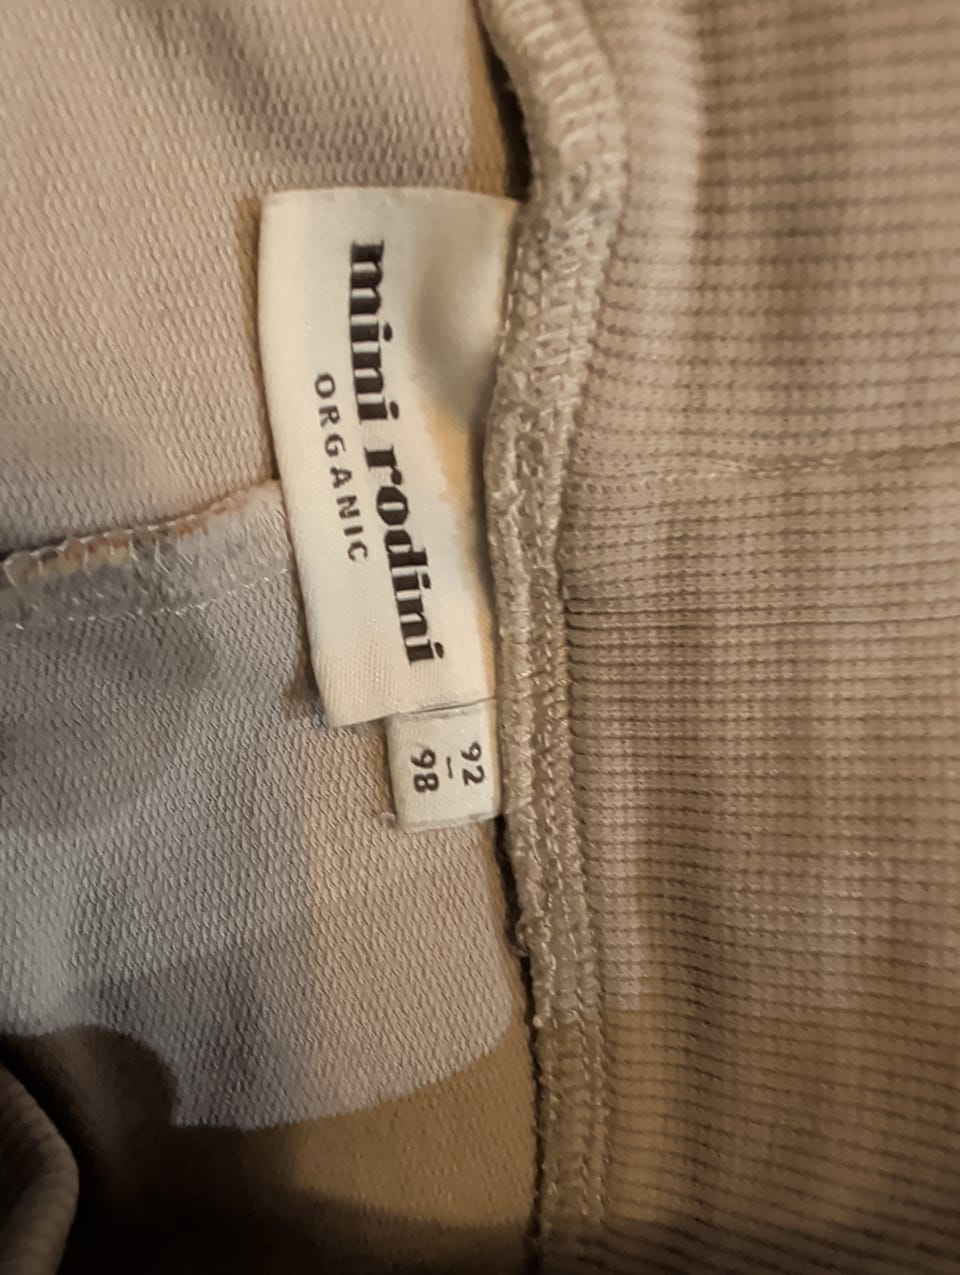 mini rodini
ORGANIC
92
–
98